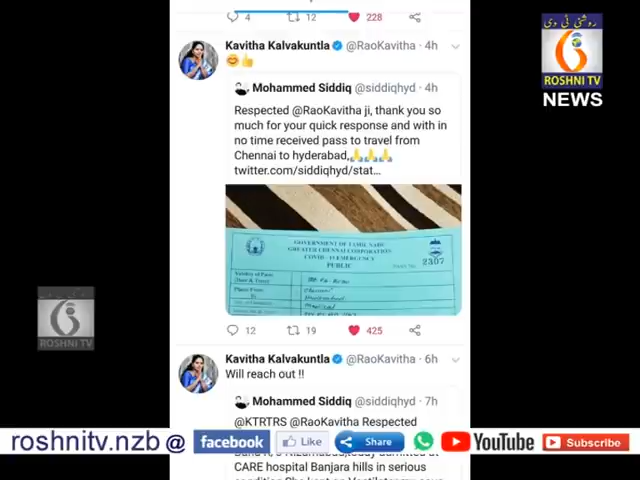 4 12 228
Kavitha Kalvakuntla @RaoKavitha · 4h
Mohammed Siddiq @siddiqhyd · 4h
Respected @RaoKavitha ji, thank you so
much for your quick response and with in
no time received pass to travel from
Chennai to hyderabad,🙏🙏🙏
twitter.com/siddiqhyd/stat…
GOVERNMENT OF TAMIL NADU
GREATER CHENNAI CORPORATION
COVID-19 EMERGENCY
PUBLIC
2307
12 19 425
Kavitha Kalvakuntla @RaoKavitha · 6h
Will reach out !!
Mohammed Siddiq @siddiqhyd · 7h
@KTRTRS @RaoKavitha Respected
CARE hospital Banjara hills in serious
روشنی ٹی وی
ROSHNI TV
NEWS
ROSHNI TV
roshnitv.nzb @ facebook Like Share YouTube Subscribe